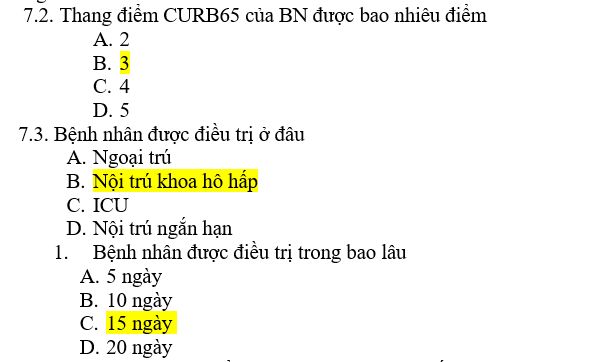 7.2. Thang điểm CURB65 của BN được bao nhiêu điểm
A. 2
B. 3
C. 4
D. 5
7.3. Bệnh nhân được điều trị ở đâu
A. Ngoại trú
B. Nội trú khoa hô hấp
C. ICU
D. Nội trú ngắn hạn
1. Bệnh nhân được điều trị trong bao lâu
A. 5 ngày
B. 10 ngày
C. 15 ngày
D. 20 ngày